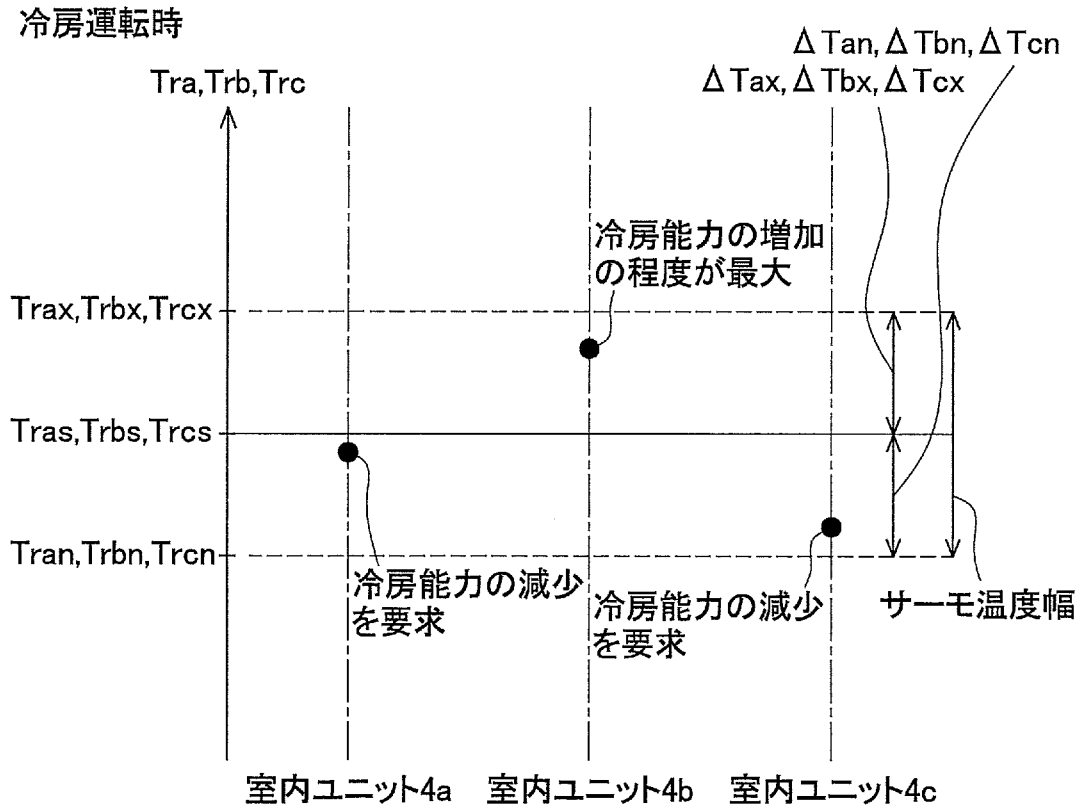 冷房運転時
ΔTan,ΔTbn,ΔTcn
Tra,Trb,Trc
ΔTax,ΔTbx,ΔTcx
冷房能力の増加
の程度が最大
Trax,Trbx,Trcx
Tras,Trbs,Trcs
Tran,Trbn,Trcn
冷房能力の減少
を要求
冷房能力の減少
を要求
サーモ温度幅
室内ユニット4a
室内ユニット4b
室内ユニット4c